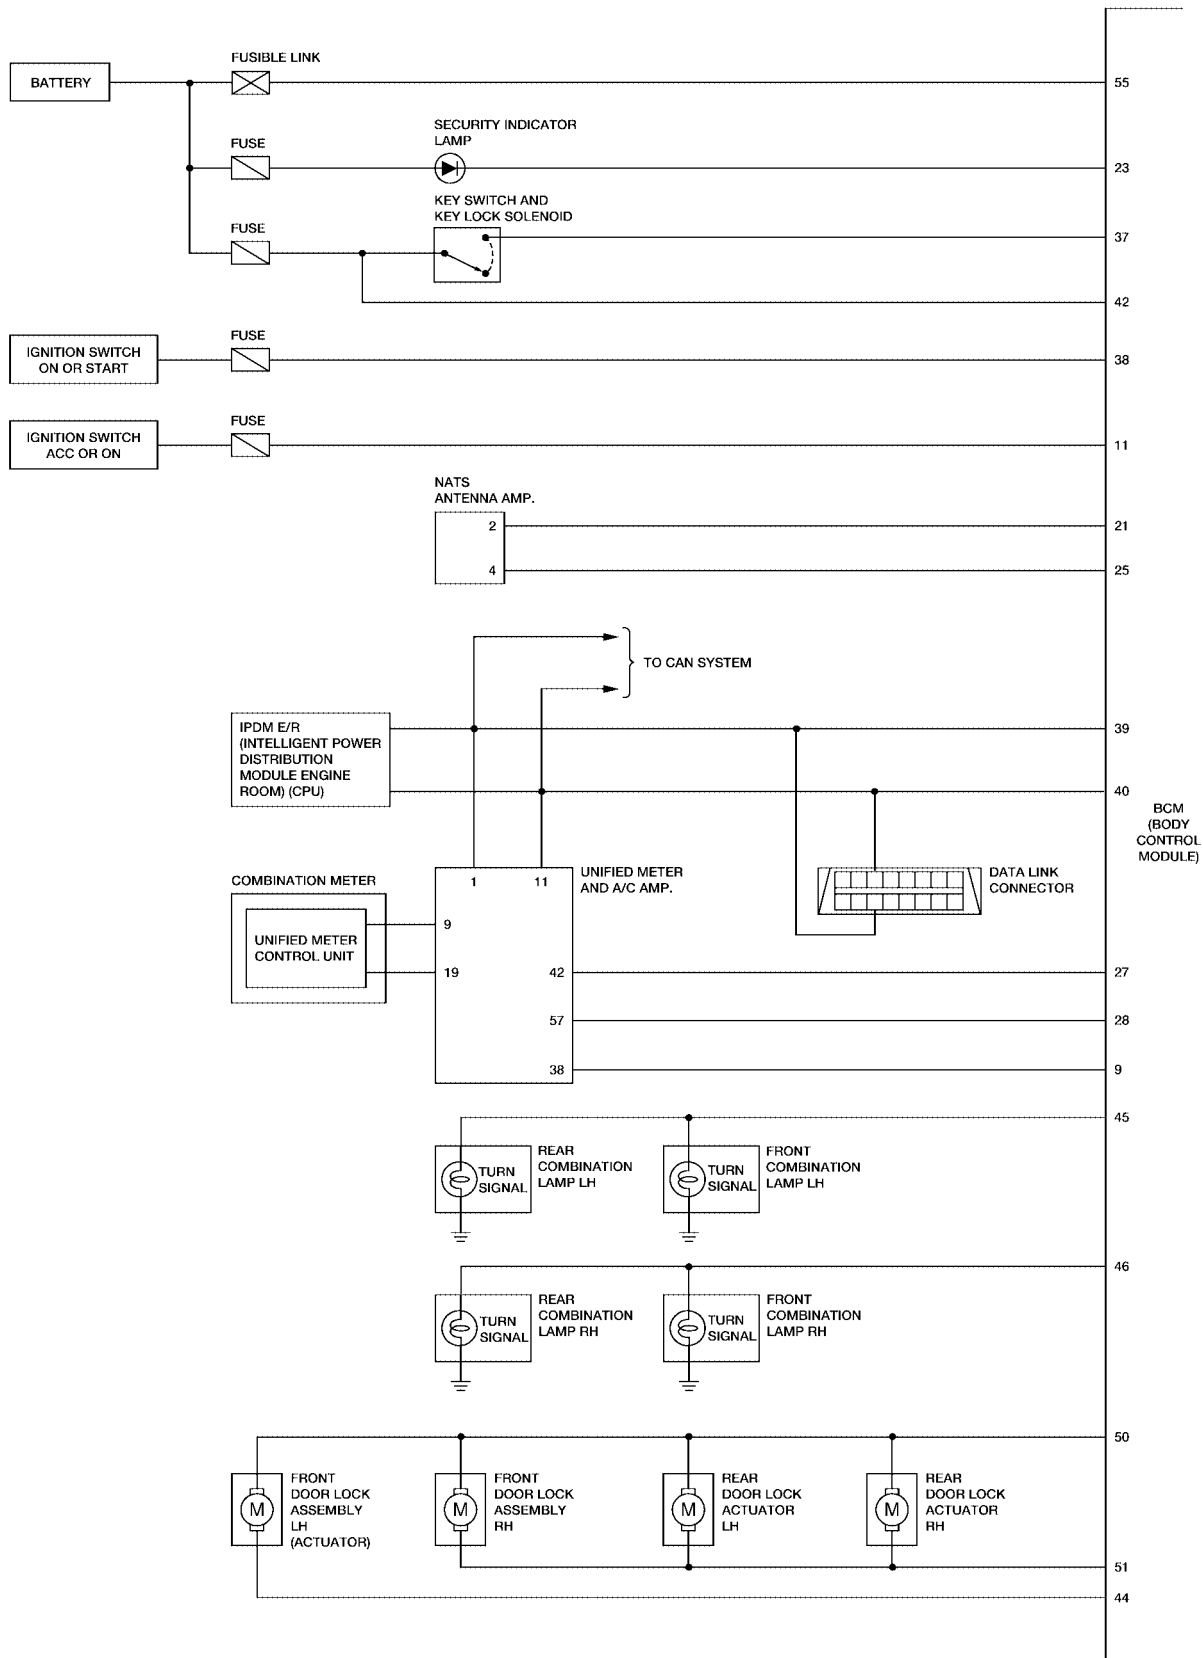 FUSIBLE LINK
BATTERY
55
SECURITY INDICATOR
LAMP
FUSE
23
KEY SWITCH AND
KEY LOCK SOLENOID
FUSE
37
42
FUSE
IGNITION SWITCH
ON OR START
38
FUSE
IGNITION SWITCH
ACC OR ON
11
NATS
ANTENNA AMP.
2
21
4
25
TO CAN SYSTEM
IPDM E/R
(INTELLIGENT POWER
DISTRIBUTION
MODULE ENGINE
ROOM) (CPU)
39
40
BCM
(BODY
CONTROL
MODULE)
COMBINATION METER
UNIFIED METER
CONTROL UNIT
1
11
UNIFIED METER
AND A/C AMP.
DATA LINK
CONNECTOR
9
19
42
27
57
28
38
9
45
TURN
SIGNAL
REAR
COMBINATION
LAMP LH
TURN
SIGNAL
FRONT
COMBINATION
LAMP LH
46
TURN
SIGNAL
REAR
COMBINATION
LAMP RH
TURN
SIGNAL
FRONT
COMBINATION
LAMP RH
50
M
FRONT
DOOR LOCK
ASSEMBLY
LH
(ACTUATOR)
M
FRONT
DOOR LOCK
ASSEMBLY
RH
M
REAR
DOOR LOCK
ACTUATOR
LH
M
REAR
DOOR LOCK
ACTUATOR
RH
51
44